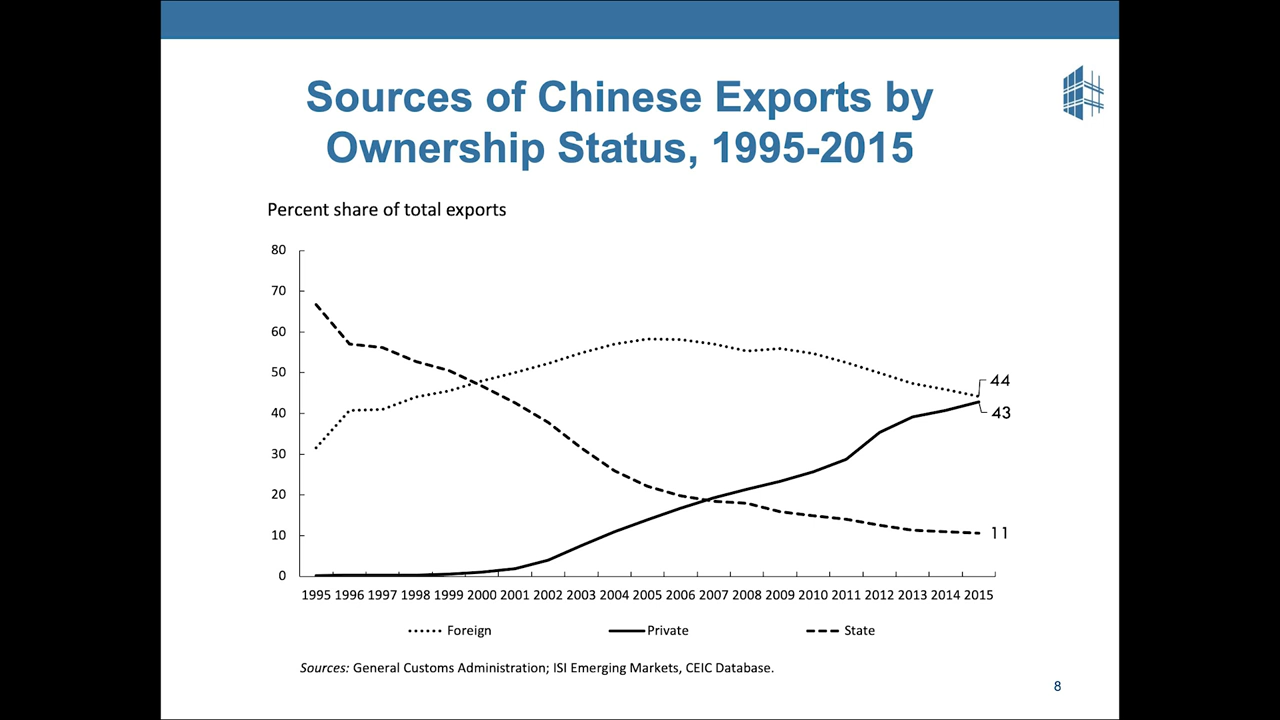 Sources of Chinese Exports by
Ownership Status, 1995-2015
Percent share of total exports
80
70
60
50
40
30
20
10
0
44
43
11
1995 1996 1997 1998 1999 2000 2001 2002 2003 2004 2005 2006 2007 2008 2009 2010 2011 2012 2013 2014 2015
Foreign Private State
Sources: General Customs Administration; ISI Emerging Markets, CEIC Database.
8